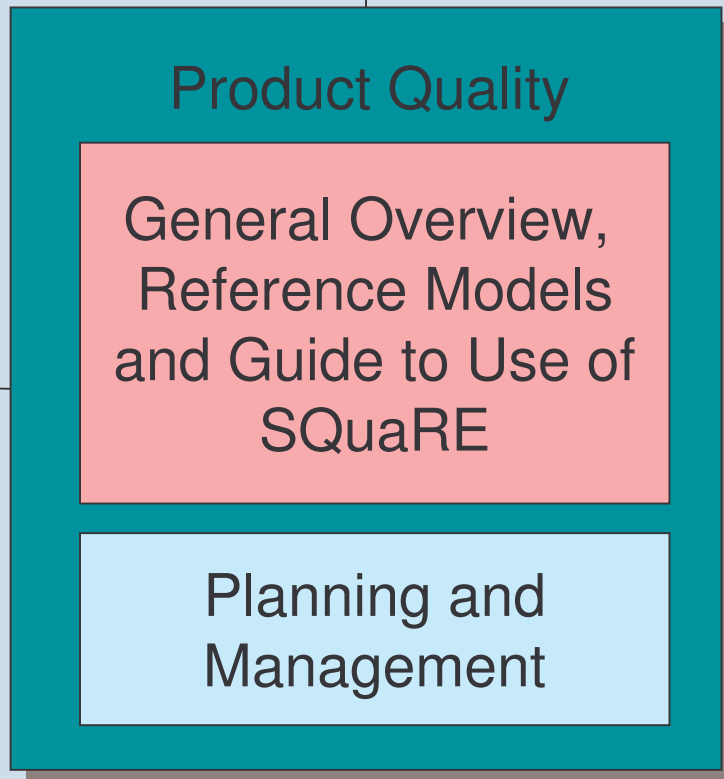 Product Quality
General Overview,
Reference Models
and Guide to Use of
SQuaRE
Planning and
Management